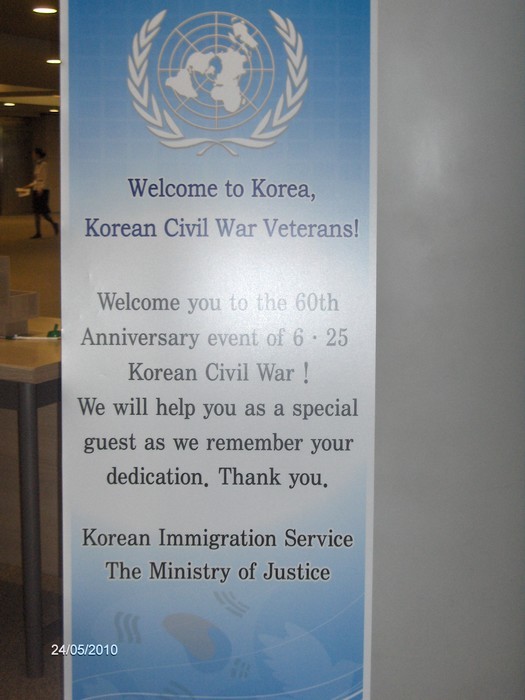 Welcome to Korea,
Korean Civil War Veterans!
Welcome you to the 60th
Anniversary event of 6 · 25
Korean Civil War !
We will help you as a special
guest as we remember your
dedication. Thank you.
Korean Immigration Service
The Ministry of Justice
24/05/2010